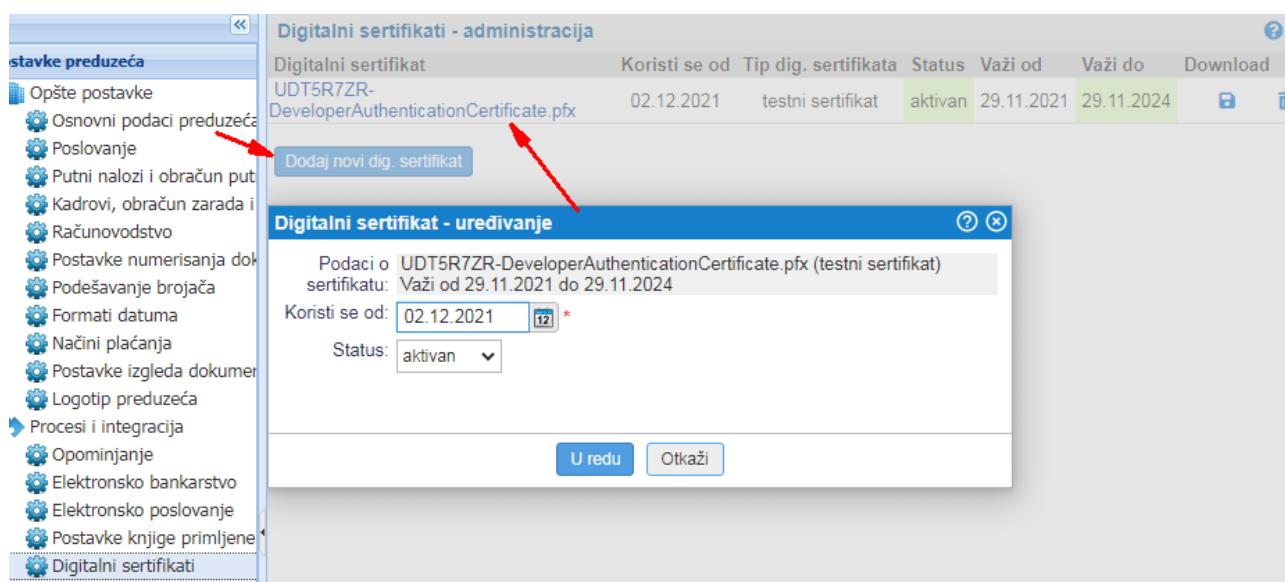 Digitalni sertifikati - administracija
stavke preduzeća
Digitalni sertifikat Koristi se od Tip dig. sertifikata Status Važi od Važi do Download
UDT5R7ZR-
DeveloperAuthenticationCertificate.pfx 02.12.2021 testni sertifikat aktivan 29.11.2021 29.11.2024
Dodaj novi dig. sertifikat
Opšte postavke
Osnovni podaci preduzeća
Poslovanje
Putni nalozi i obračun put
Kadrovi, obračun zarada i
Računovodstvo
Postavke numerisanja dok
Podešavanje brojača
Formati datuma
Načini plaćanja
Postavke izgleda dokumen
Logotip preduzeća
Procesi i integracija
Opominjanje
Elektronsko bankarstvo
Elektronsko poslovanje
Postavke knjige primljene
Digitalni sertifikati
Digitalni sertifikat - uređivanje
Podaci o UDT5R7ZR-DeveloperAuthenticationCertificate.pfx (testni sertifikat)
sertifikatu: Važi od 29.11.2021 do 29.11.2024
Koristi se od: 02.12.2021 12 *
Status: aktivan
U redu Otkaži